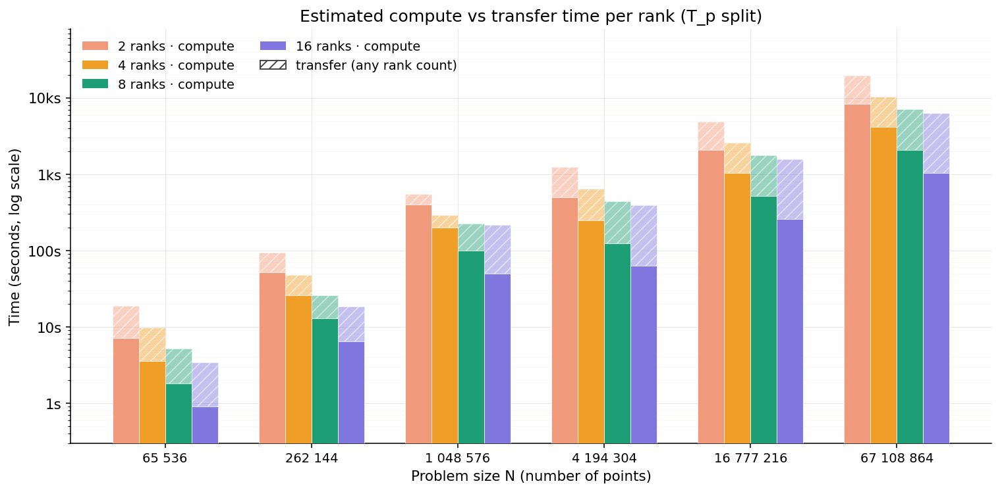 Estimated compute vs transfer time per rank (T_p split)
2 ranks · compute
4 ranks · compute
8 ranks · compute
16 ranks · compute
transfer (any rank count)
Time (seconds, log scale)
10ks
1ks
100s
10s
1s
65 536
262 144
1 048 576
4 194 304
16 777 216
67 108 864
Problem size N (number of points)